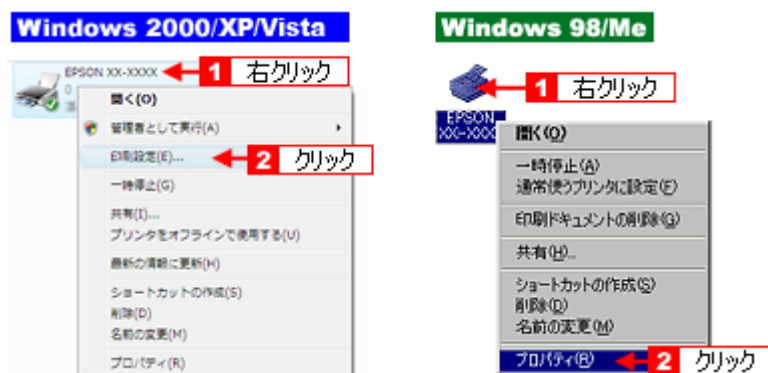 Windows 2000/XP/Vista
EPSON XX-XXXX
1 右クリック
0
開く(O)
管理者として実行(A)
印刷設定(E)...
2 クリック
一時停止(G)
共有(I)...
プリンタをオフラインで使用する(U)
最新の情報に更新(H)
ショートカットの作成(S)
削除(D)
名前の変更(M)
プロパティ(R)
Windows 98/Me
1 右クリック
EPSON
XX-XXXX
開く(O)
一時停止(A)
通常使うプリンタに設定(F)
印刷ドキュメントの削除(G)
共有(H)...
ショートカットの作成(S)
削除(D)
名前の変更(M)
プロパティ(R)
2 クリック